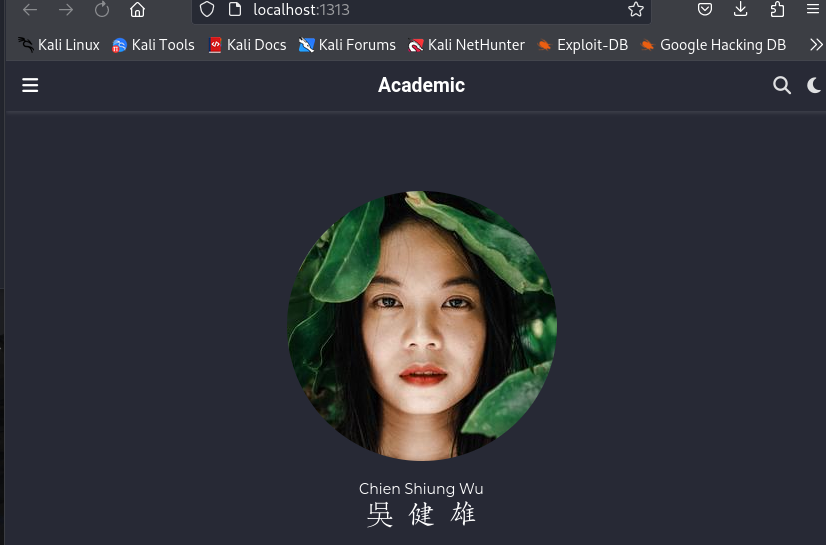 localhost:1313
Kali Linux Kali Tools Kali Docs Kali Forums Kali NetHunter Exploit-DB Google Hacking DB
Academic
Chien Shiung Wu
吳健雄